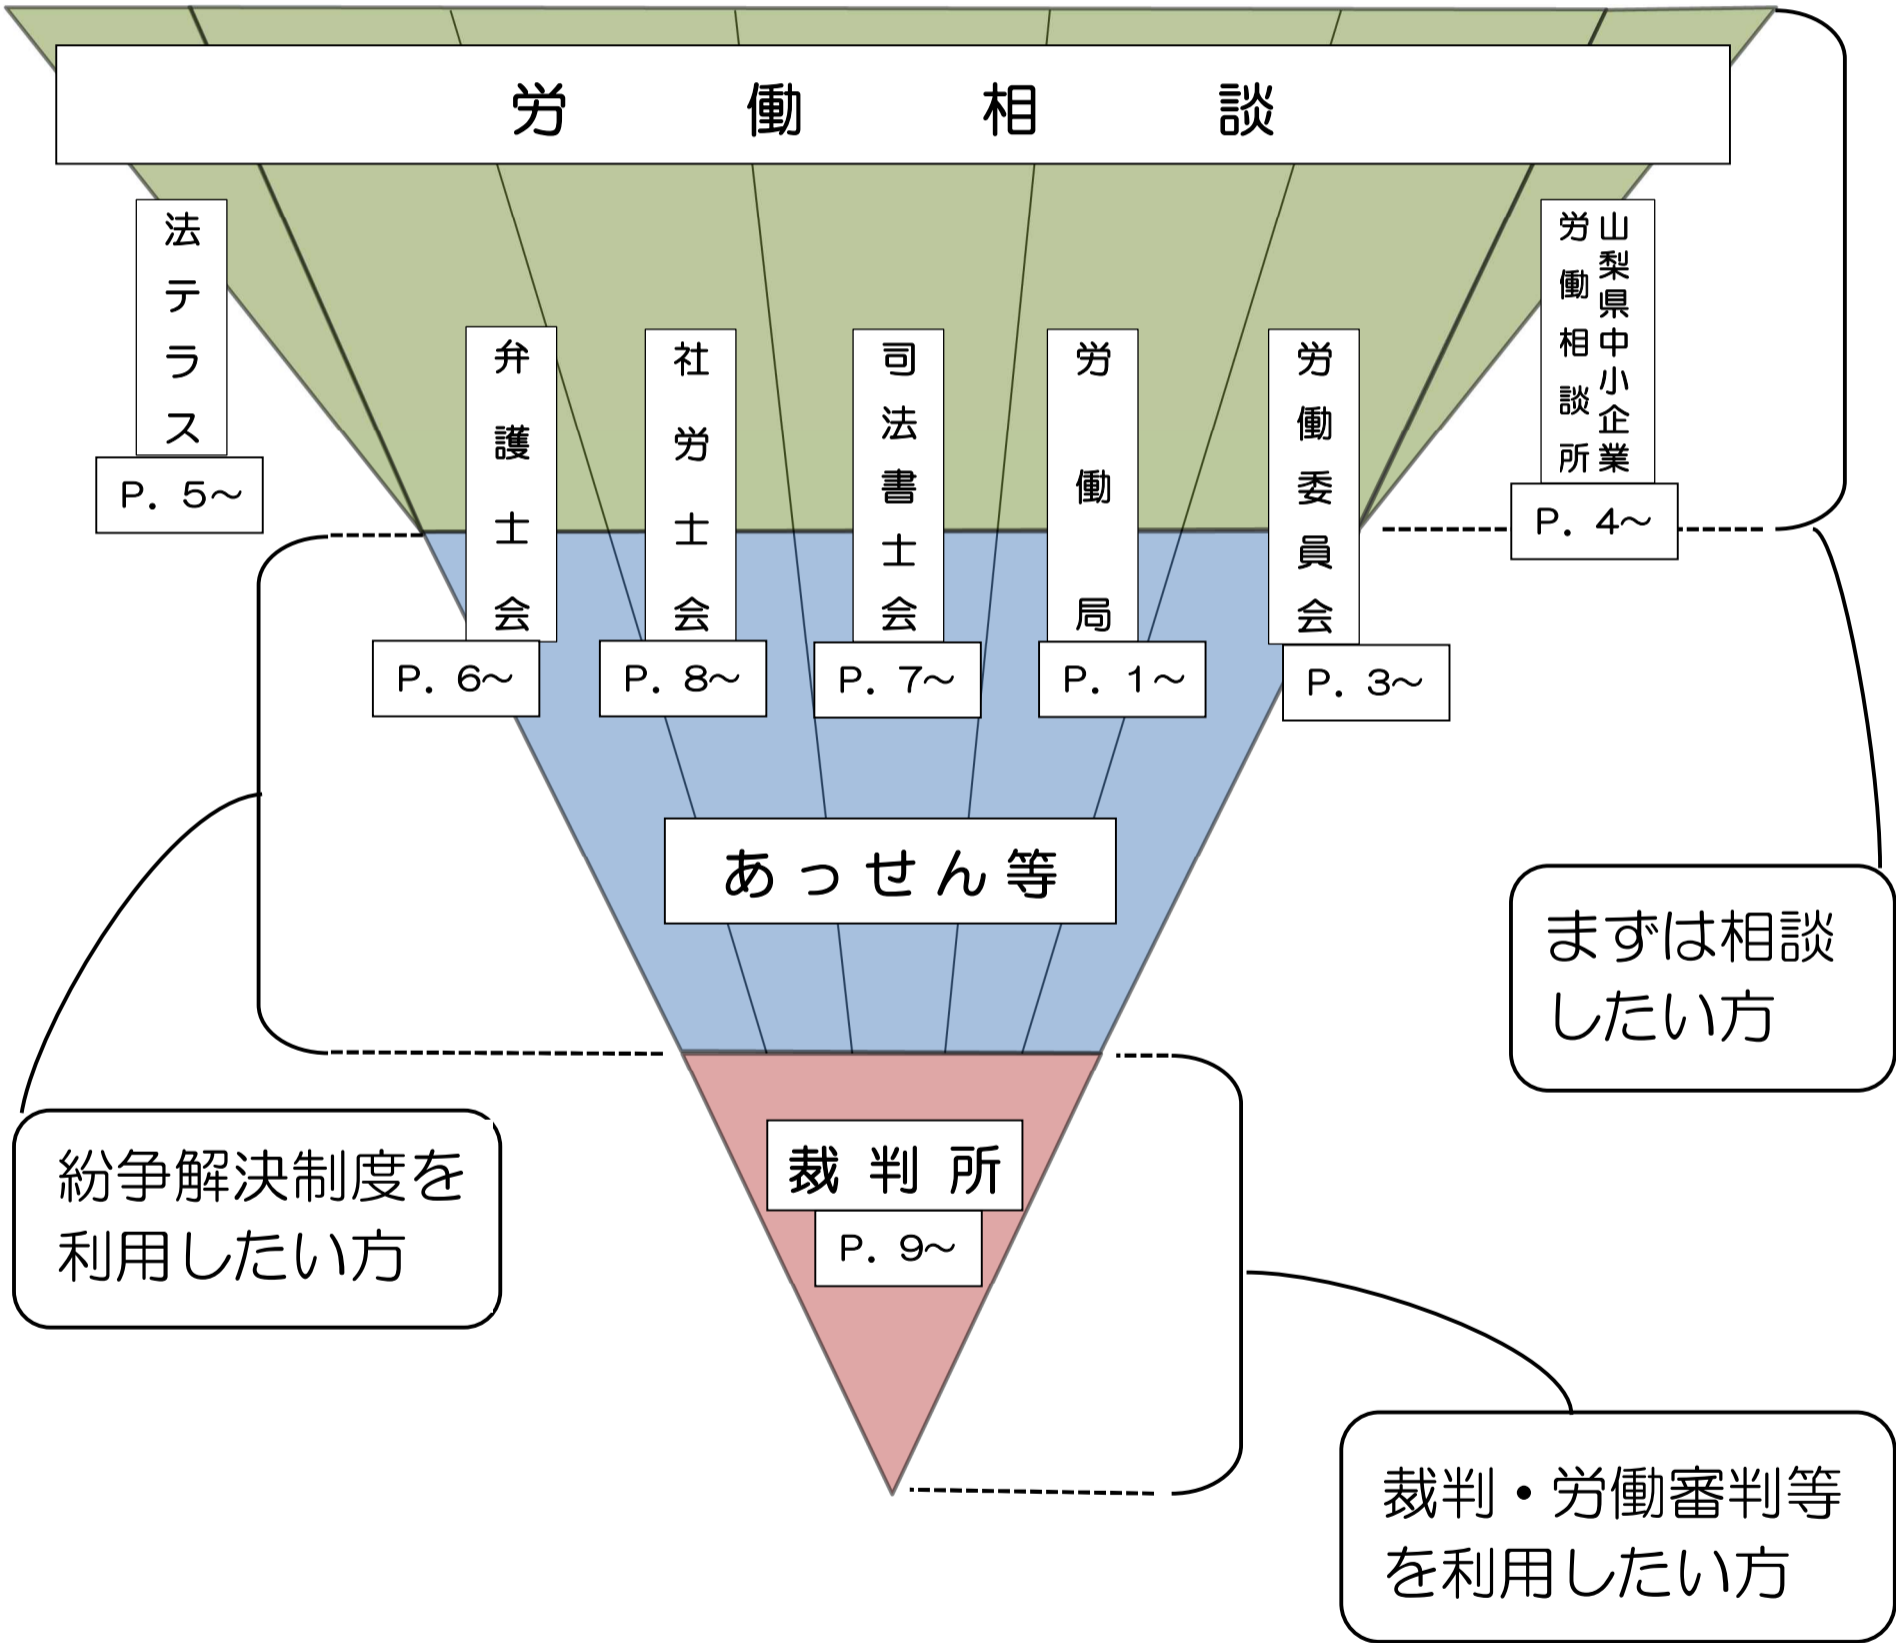 労働相談
法テラス
P．5～
弁護士会
P．6～
社労士会
P．8～
司法書士会
P．7～
労働局
P．1～
労働委員会
P．3～
山梨県中小企業
労働相談所
P．4～
あっせん等
まずは相談
したい方
紛争解決制度を
利用したい方
裁判所
P．9～
裁判・労働審判等
を利用したい方